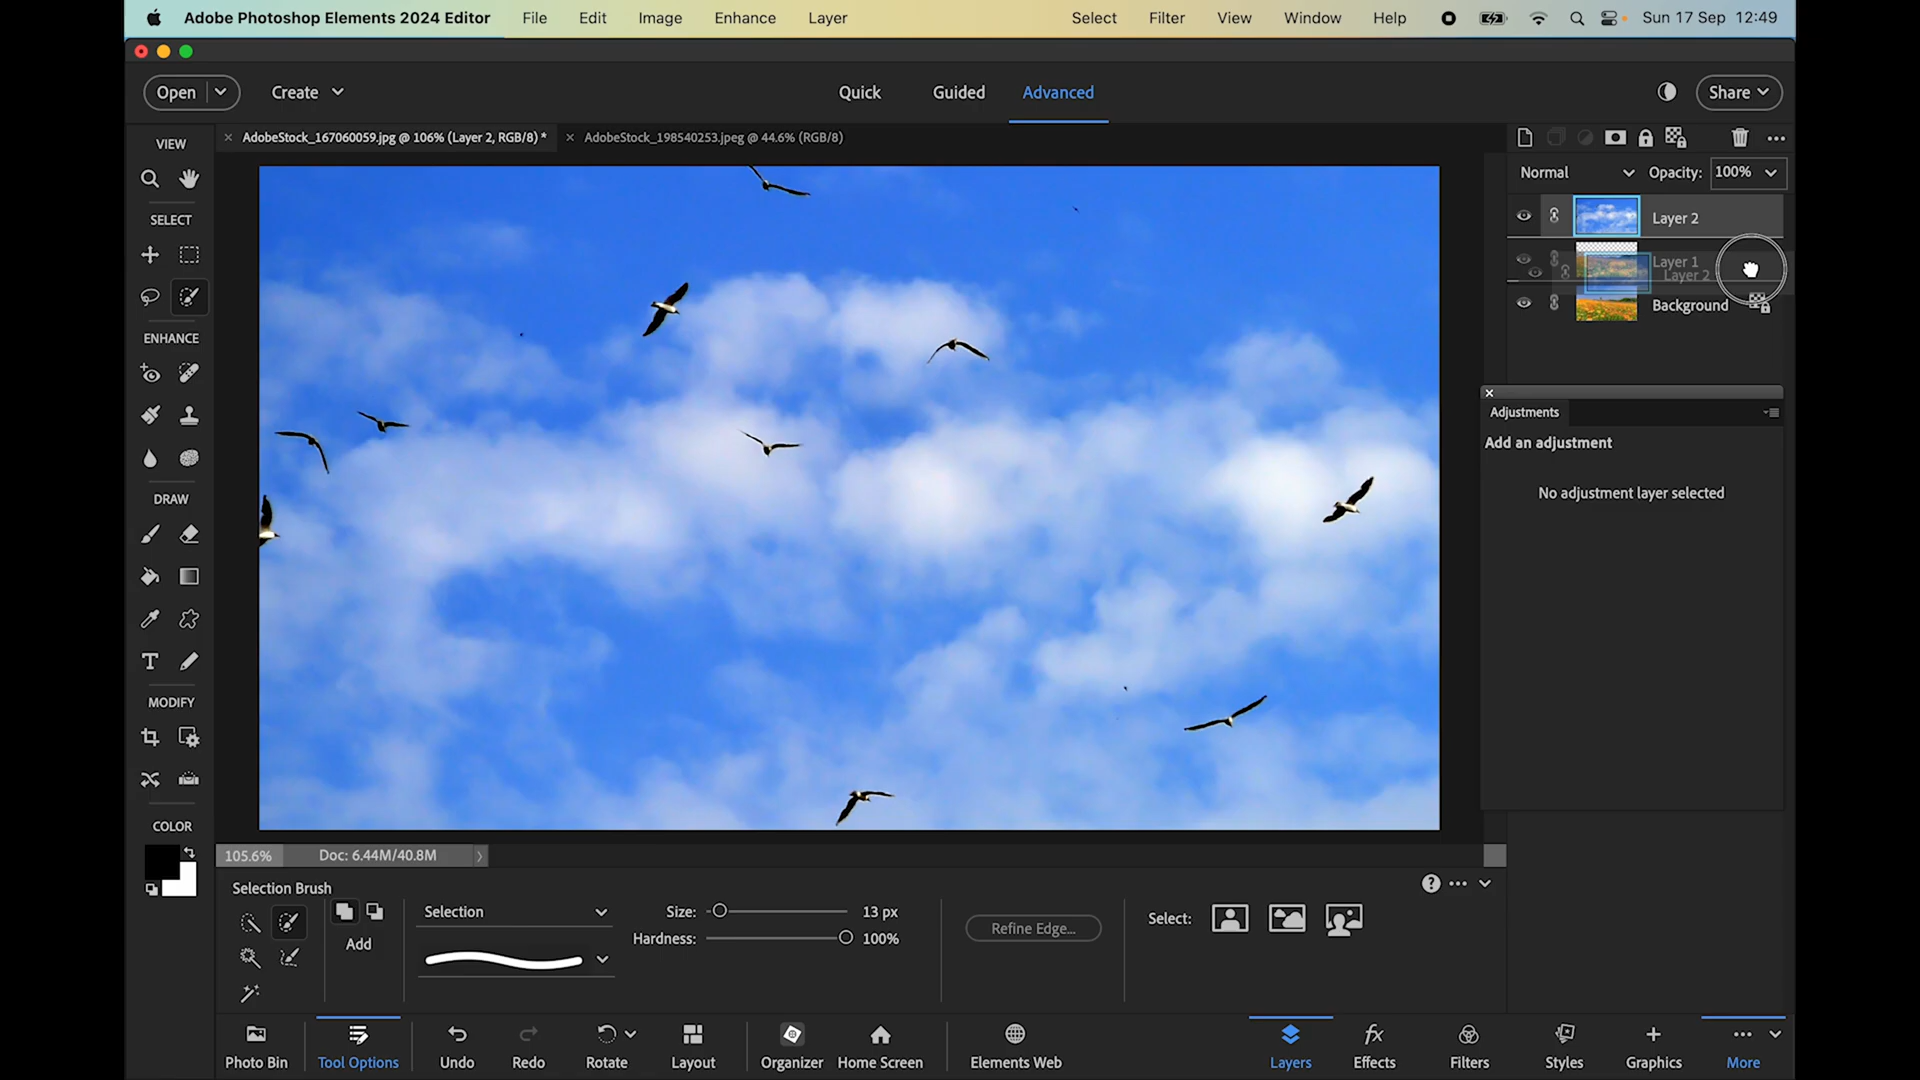 Adobe Photoshop Elements 2024 Editor File Edit Image Enhance Layer Select Filter View Window Help Sun 17 Sep 12:49
Open Create Quick Guided Advanced Share
AdobeStock_167060059.jpg @ 106% (Layer 2, RGB/8) * AdobeStock_198540253.jpeg @ 44.6% (RGB/8)
VIEW
SELECT
ENHANCE
DRAW
T
MODIFY
COLOR
Normal Opacity: 100%
Layer 2
Layer 1
Layer 2
Background
Adjustments
Add an adjustment
No adjustment layer selected
105.6% Doc: 6.44M/40.8M
Selection Brush
Add
Selection
Size: 13 px
Hardness: 100%
Refine Edge...
Select:
Photo Bin Tool Options Undo Redo Rotate Layout Organizer Home Screen Elements Web Layers Effects Filters Styles Graphics More